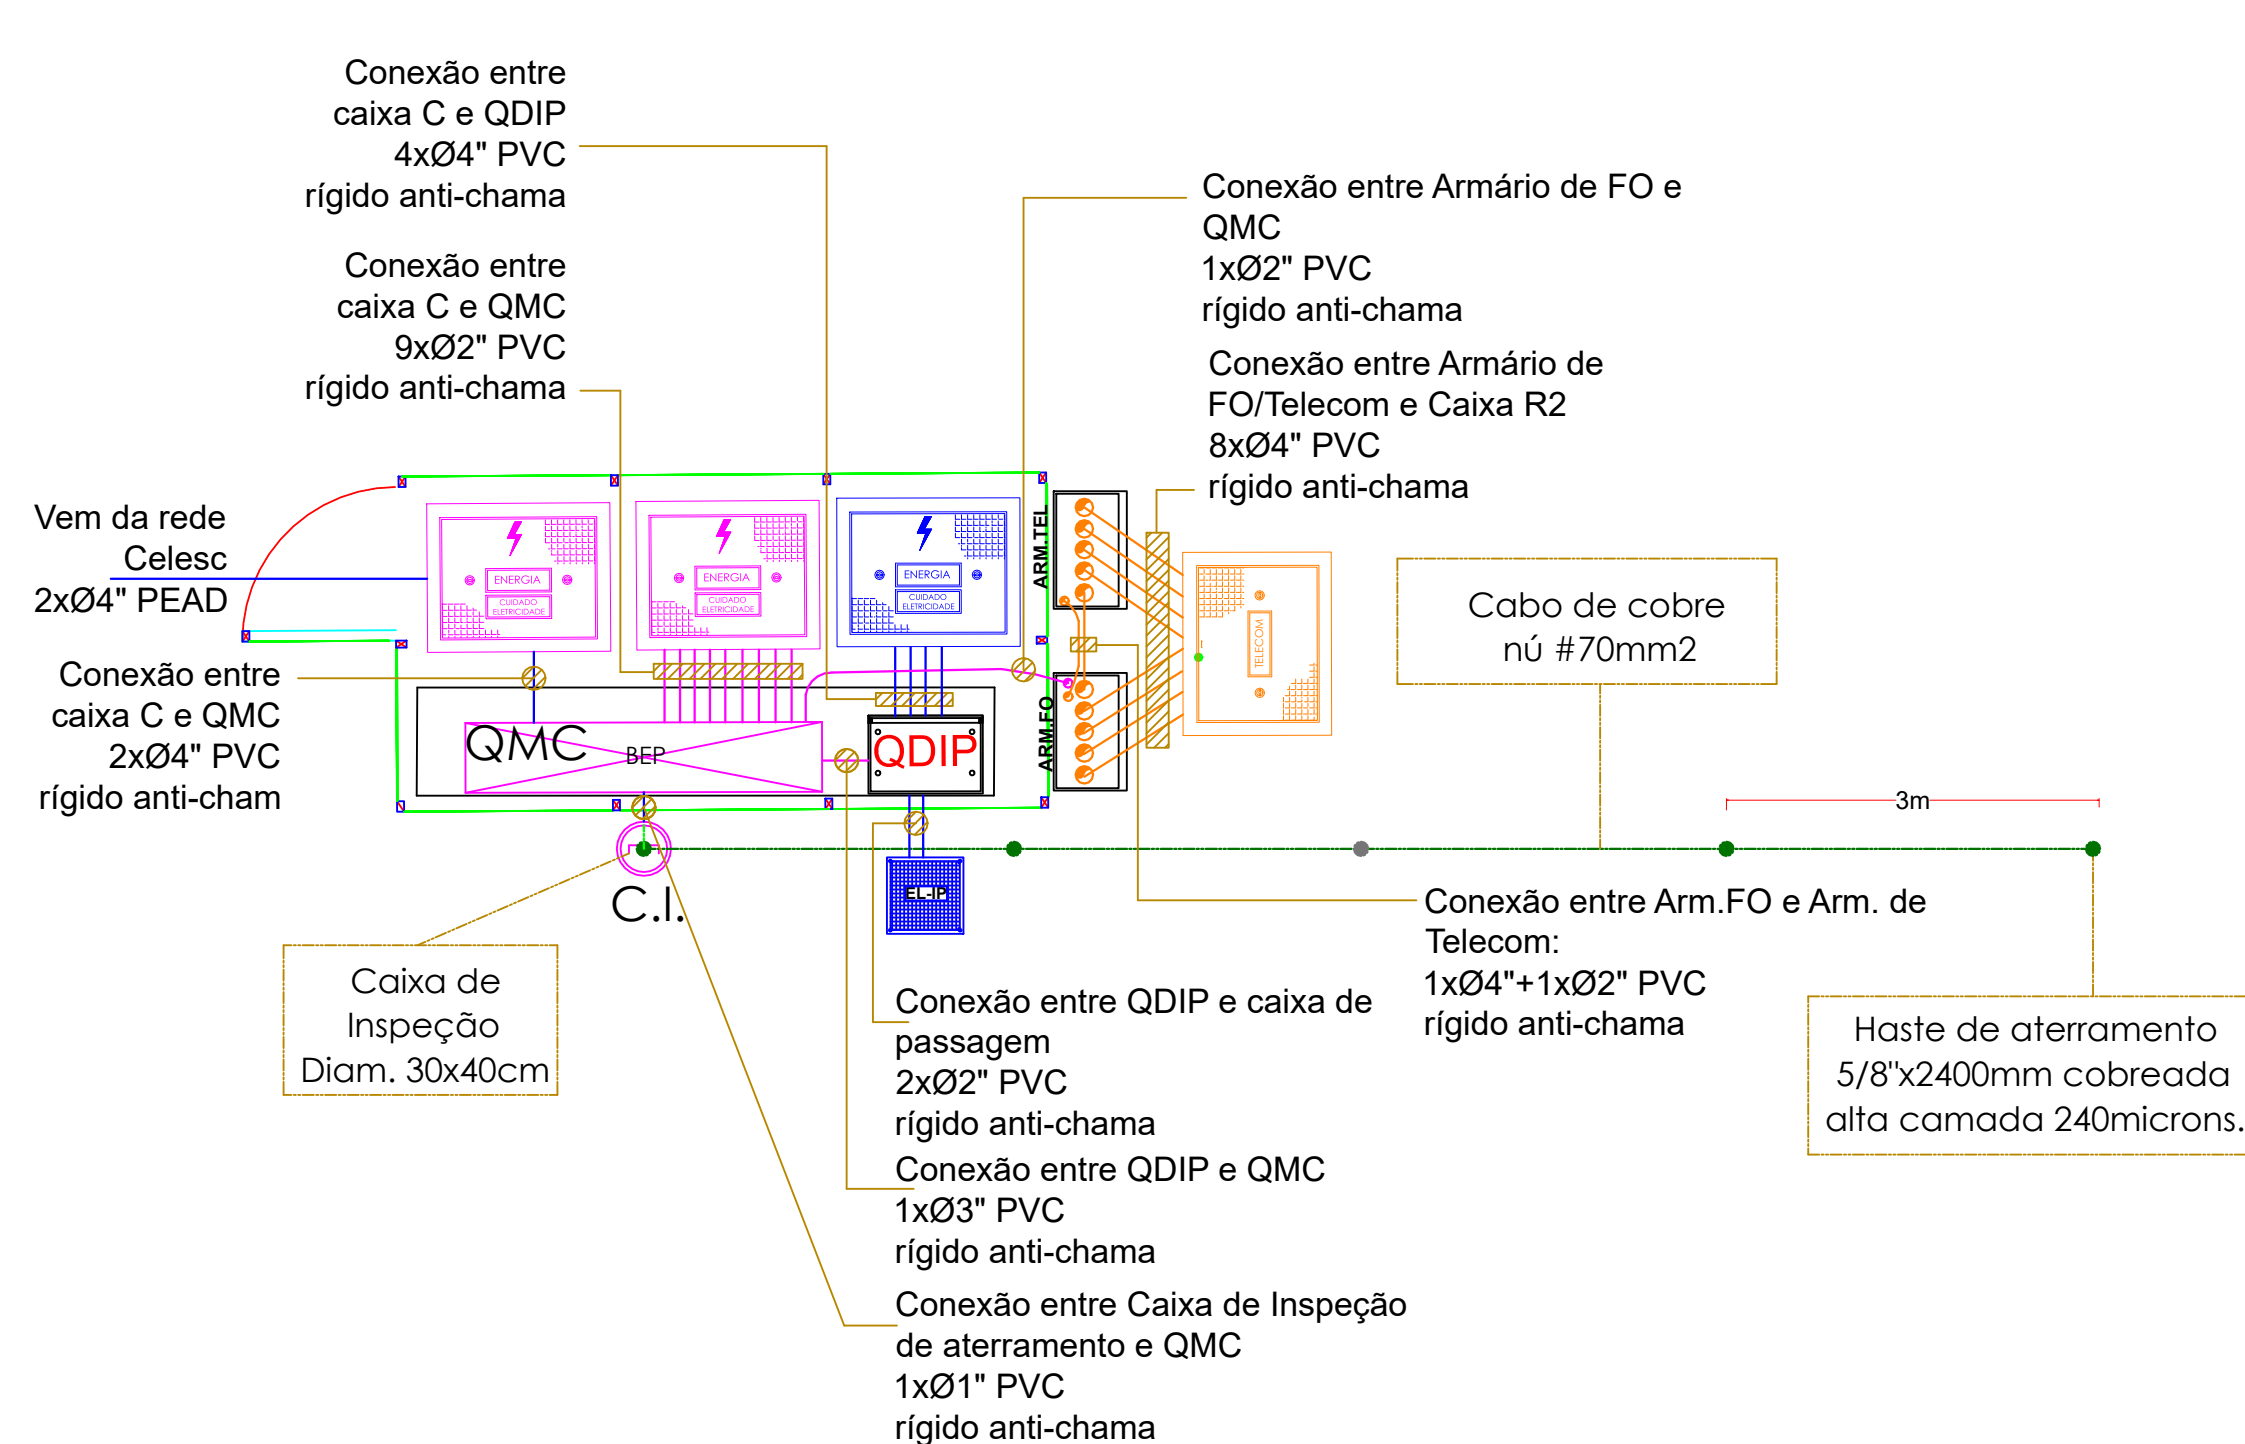 Conexão entre
caixa C e QDIP
4xØ4" PVC
rígido anti-chama
Conexão entre
caixa C e QMC
9xØ2" PVC
rígido anti-chama
Conexão entre Armário de FO e
QMC
1xØ2" PVC
rígido anti-chama
Conexão entre Armário de
FO/Telecom e Caixa R2
8xØ4" PVC
rígido anti-chama
Vem da rede
Celesc
2xØ4" PEAD
Conexão entre
caixa C e QMC
2xØ4" PVC
rígido anti-cham
ENERGIA
CUIDADO
ELETRICIDADE
ENERGIA
CUIDADO
ELETRICIDADE
ENERGIA
CUIDADO
ELETRICIDADE
ARM.TEL
ARM.FO
TELECOM
QMC
BEP
QDIP
Cabo de cobre
nú #70mm2
3m
C.I.
EL-IP
Caixa de
Inspeção
Diam. 30x40cm
Conexão entre Arm.FO e Arm. de
Telecom:
1xØ4"+1xØ2" PVC
rígido anti-chama
Haste de aterramento
5/8"x2400mm cobreada
alta camada 240microns.
Conexão entre QDIP e caixa de
passagem
2xØ2" PVC
rígido anti-chama
Conexão entre QDIP e QMC
1xØ3" PVC
rígido anti-chama
Conexão entre Caixa de Inspeção
de aterramento e QMC
1xØ1" PVC
rígido anti-chama